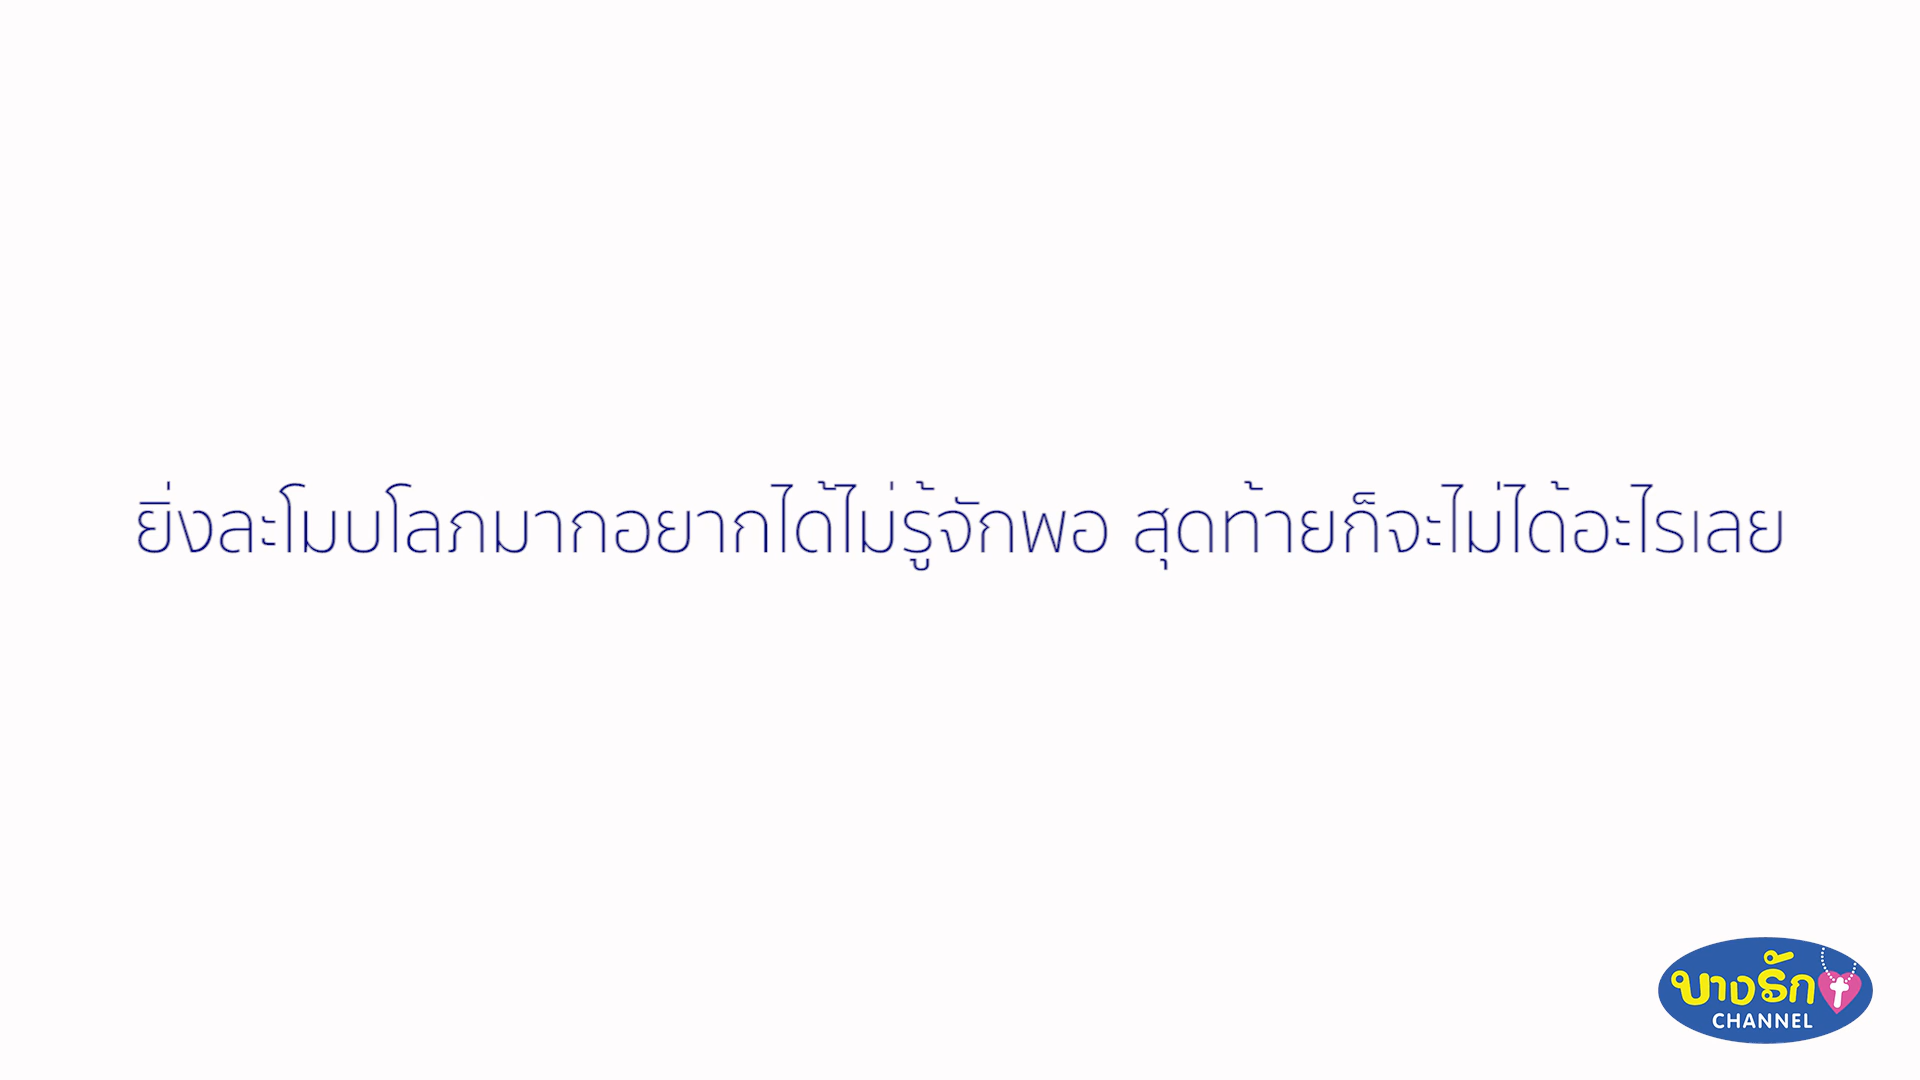 ยิ่งละโมบโลภมากอยากได้ไม่รู้จักพอ สุดท้ายก็จะไม่ได้อะไรเลย
บางรัก
CHANNEL